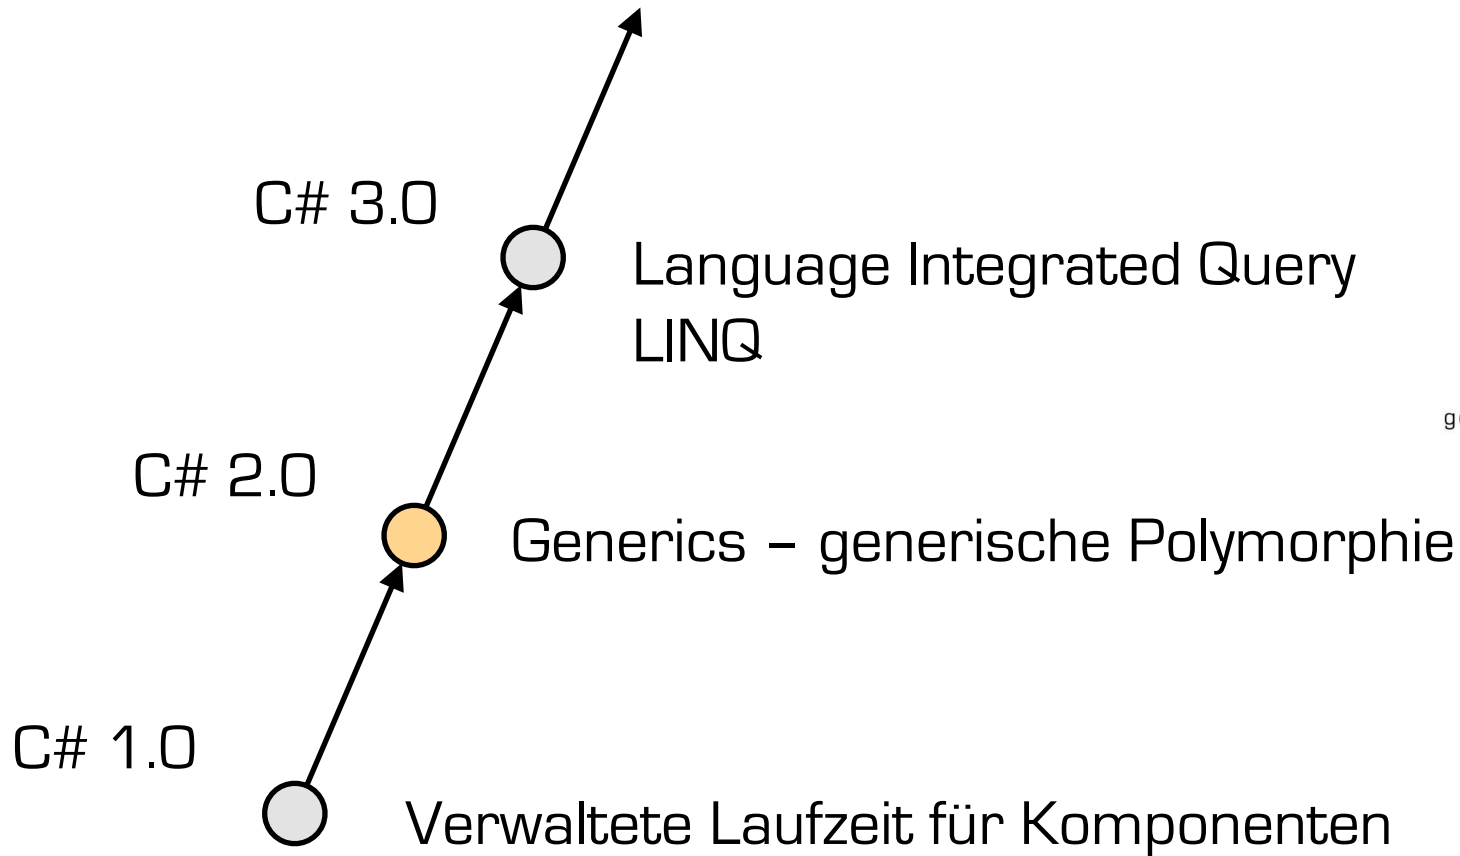 C# 3.0
Language Integrated Query
LINQ
C# 2.0
Generics – generische Polymorphie
C# 1.0
Verwaltete Laufzeit für Komponenten